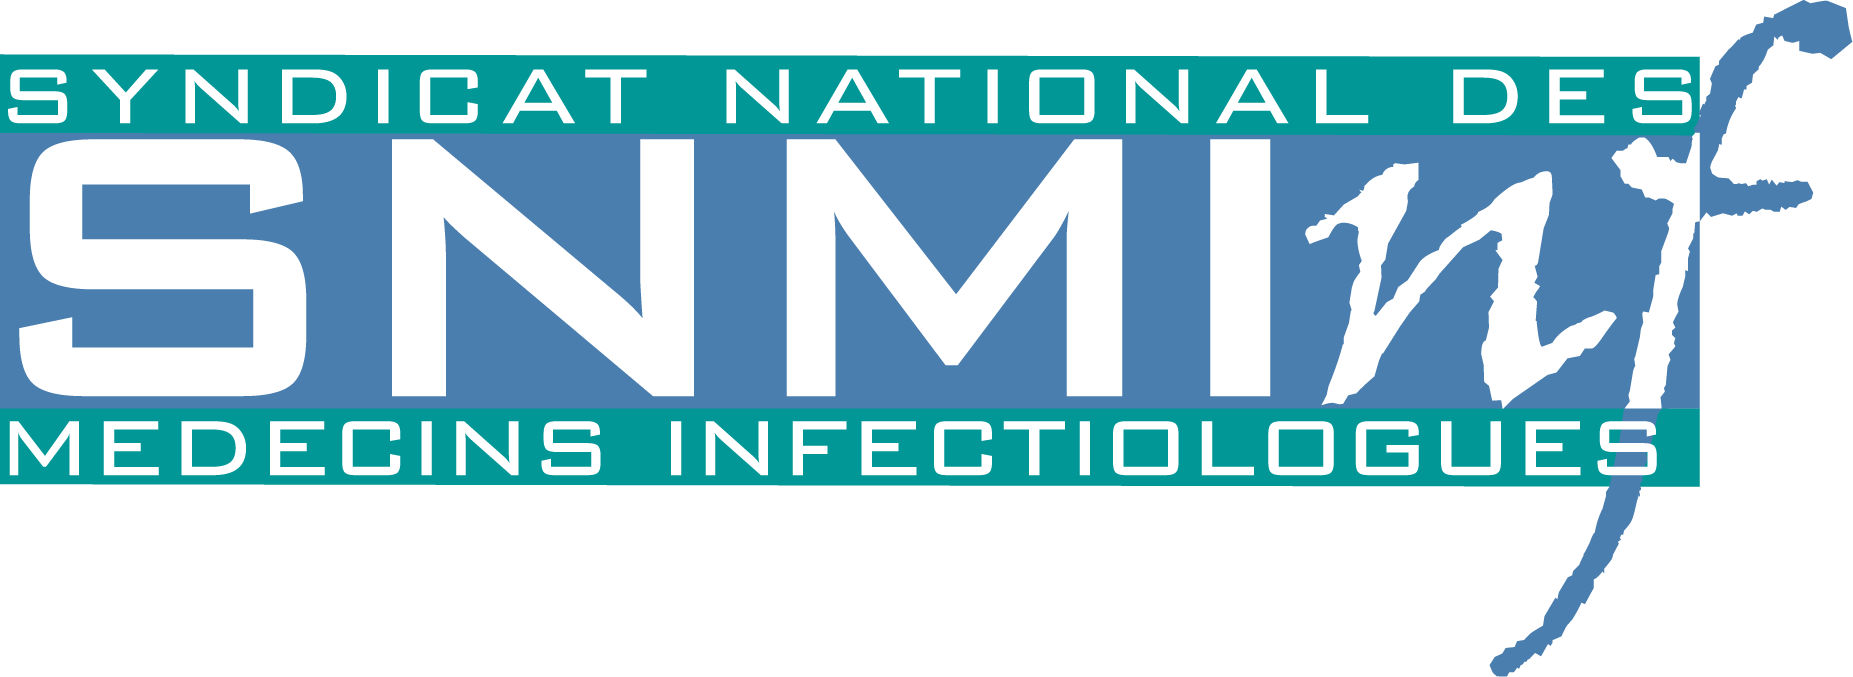 SYNDICAT NATIONAL DES
SNMInf
MEDECINS INFECTIOLOGUES